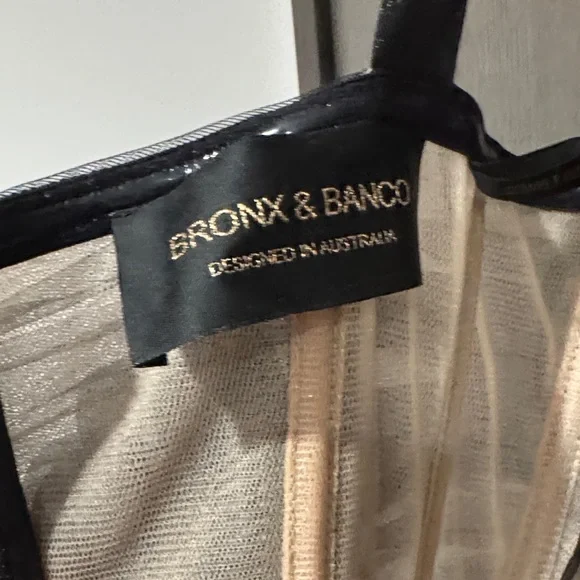 BRONX & BANCO
DESIGNED IN AUSTRALIA